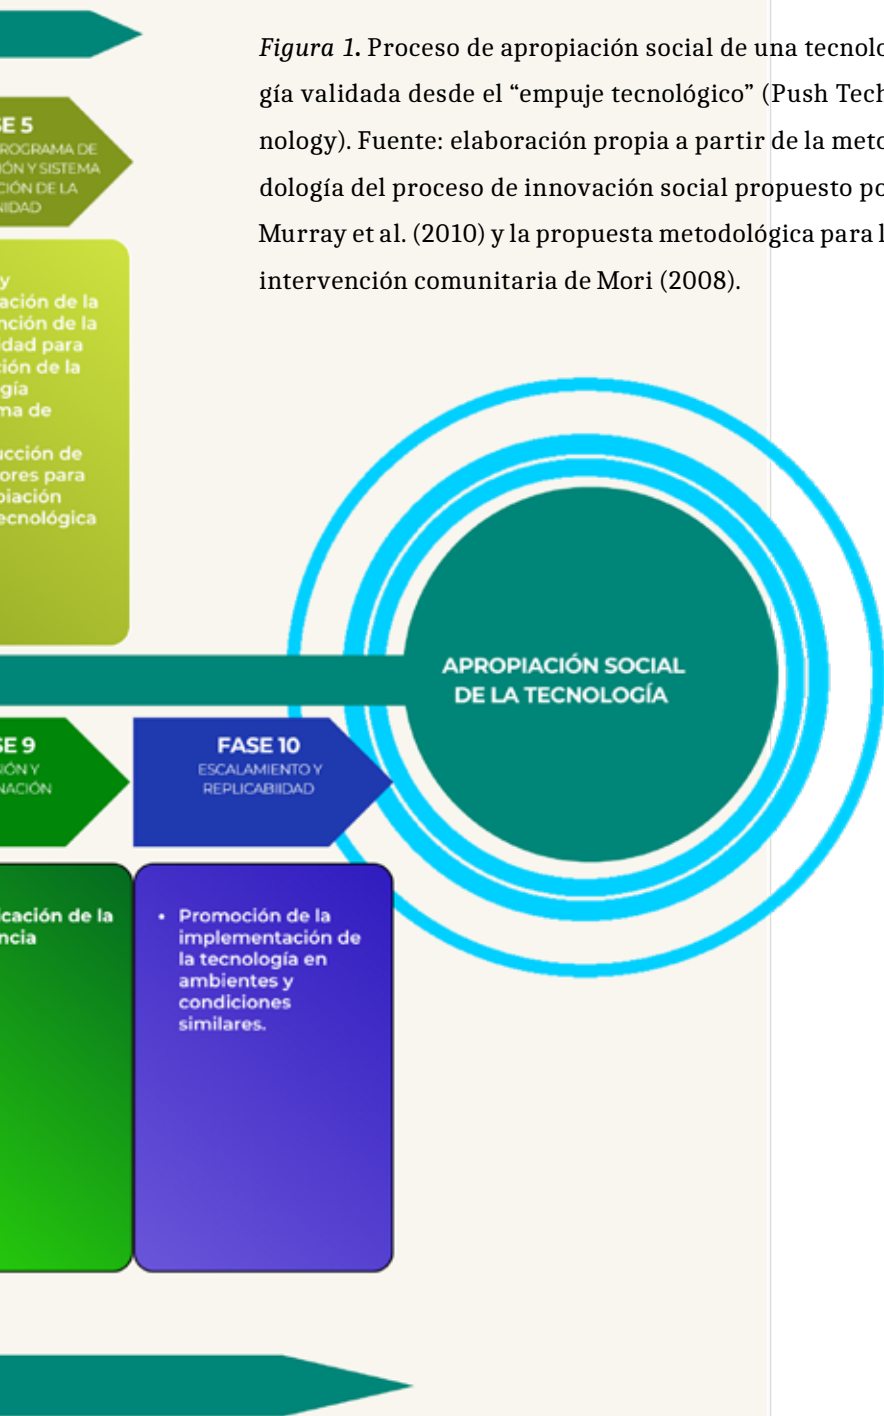 Figura 1. Proceso de apropiación social de una tecnolo
gía validada desde el “empuje tecnológico” (Push Tech
nology). Fuente: elaboración propia a partir de la meto
dología del proceso de innovación social propuesto po
Murray et al. (2010) y la propuesta metodológica para l
intervención comunitaria de Mori (2008).
SE 5
ROGRAMA DE
IÓN Y SISTEMA
CIÓN DE LA
NIDAD
y
ación de la
nción de la
idad para
ión de la
gía
ma de
ucción de
ores para
piación
ecnológica
APROPIACIÓN SOCIAL
DE LA TECNOLOGÍA
SE 9
IÓN Y
NACIÓN
FASE 10
ESCALAMIENTO Y
REPLICABIIDAD
icación de la
ncia
• Promoción de la
implementación de
la tecnología en
ambientes y
condiciones
similares.